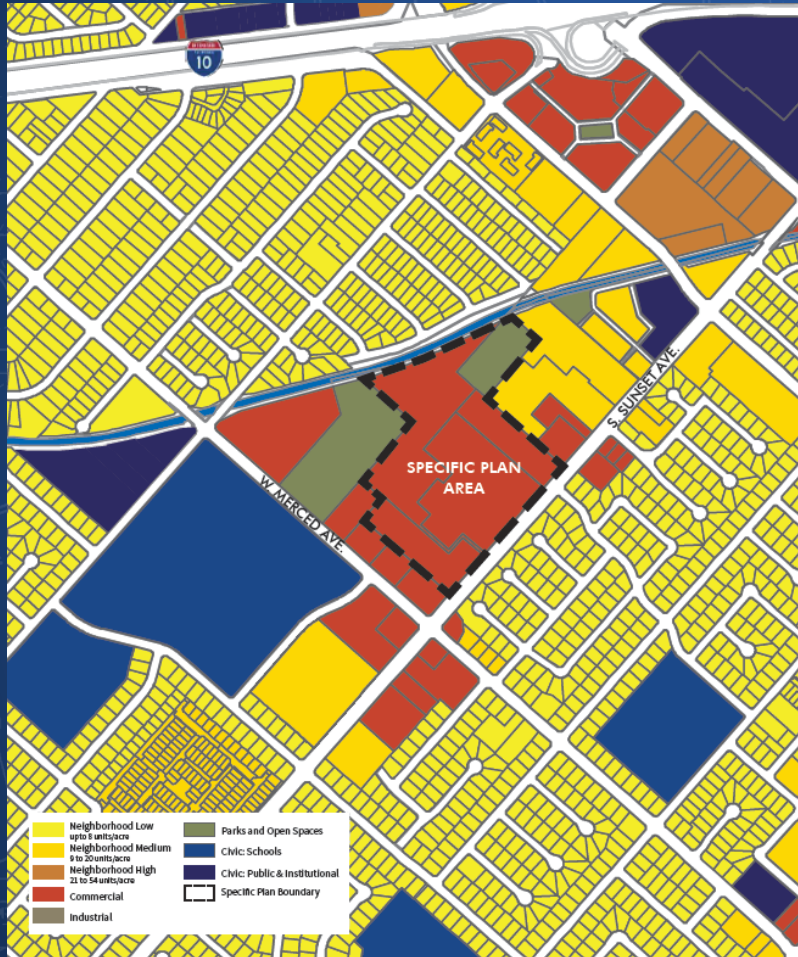 10
S. SUNSET AVE.
SPECIFIC PLAN
AREA
W. MERCED AVE.
Neighborhood Low
upto 8 units/acre
Neighborhood Medium
9 to 20 units/acre
Neighborhood High
21 to 54 units/acre
Commercial
Industrial
Parks and Open Spaces
Civic: Schools
Civic: Public & Institutional
Specific Plan Boundary